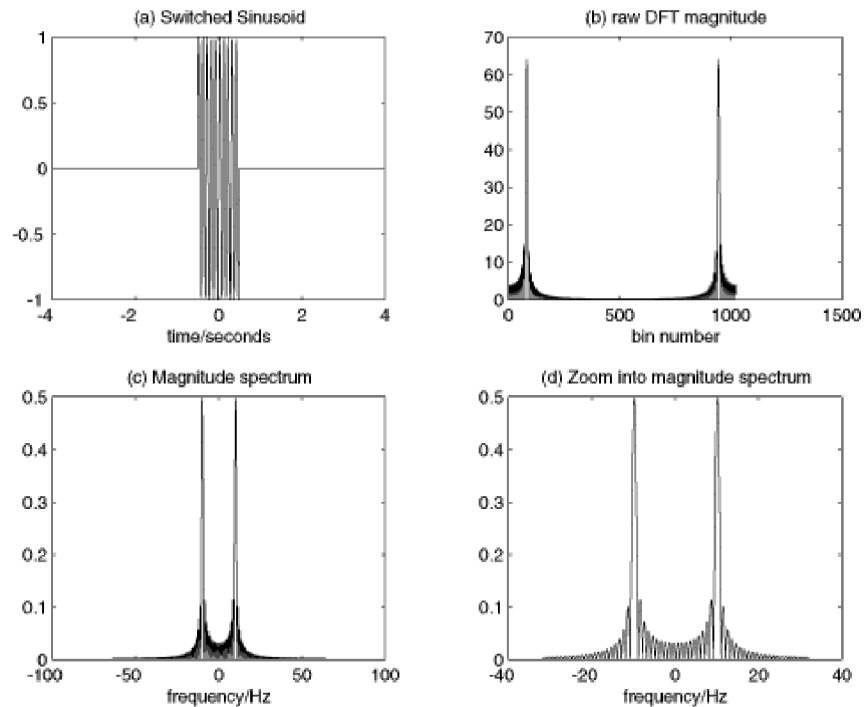 (a) Switched Sinusoid
1
0.5
0
-0.5
-1
-4 -2 0 2 4
time/seconds
(b) raw DFT magnitude
70
60
50
40
30
20
10
0
0 500 1000 1500
bin number
(c) Magnitude spectrum
0.5
0.4
0.3
0.2
0.1
0
-100 -50 0 50 100
frequency/Hz
(d) Zoom into magnitude spectrum
0.5
0.4
0.3
0.2
0.1
0
-40 -20 0 20 40
frequency/Hz